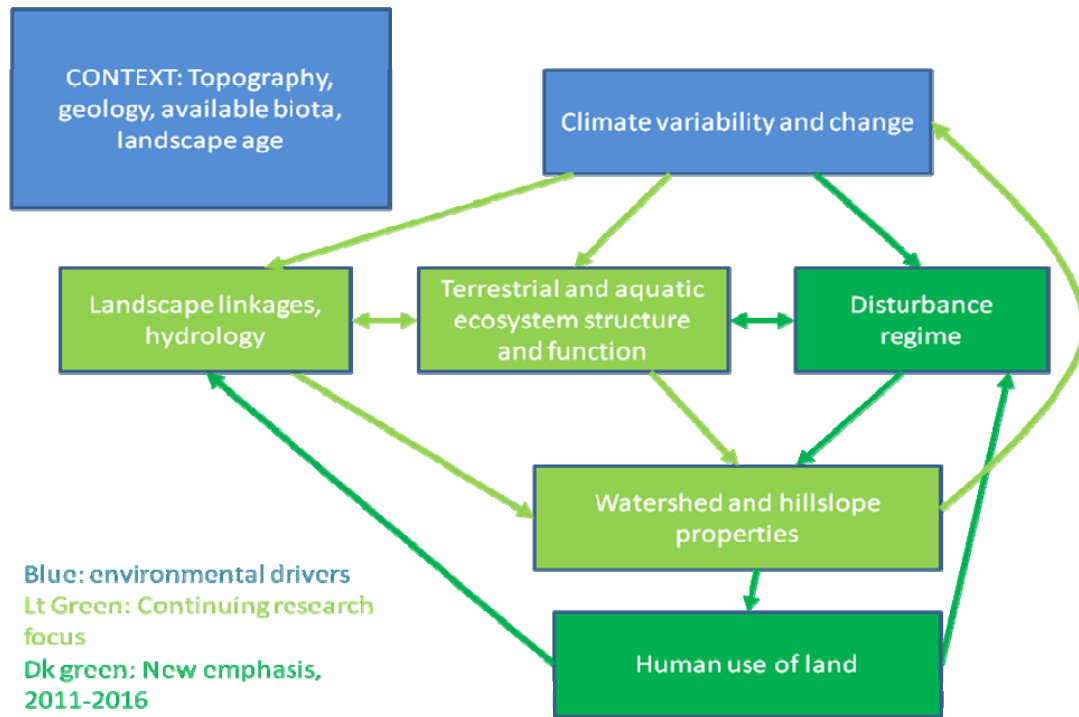 CONTEXT: Topography,
geology, available biota,
landscape age
Climate variability and change
Landscape linkages,
hydrology
Terrestrial and aquatic
ecosystem structure
and function
Disturbance
regime
Watershed and hillslope
properties
Human use of land
Blue: environmental drivers
Lt Green: Continuing research
focus
Dk green: New emphasis,
2011-2016